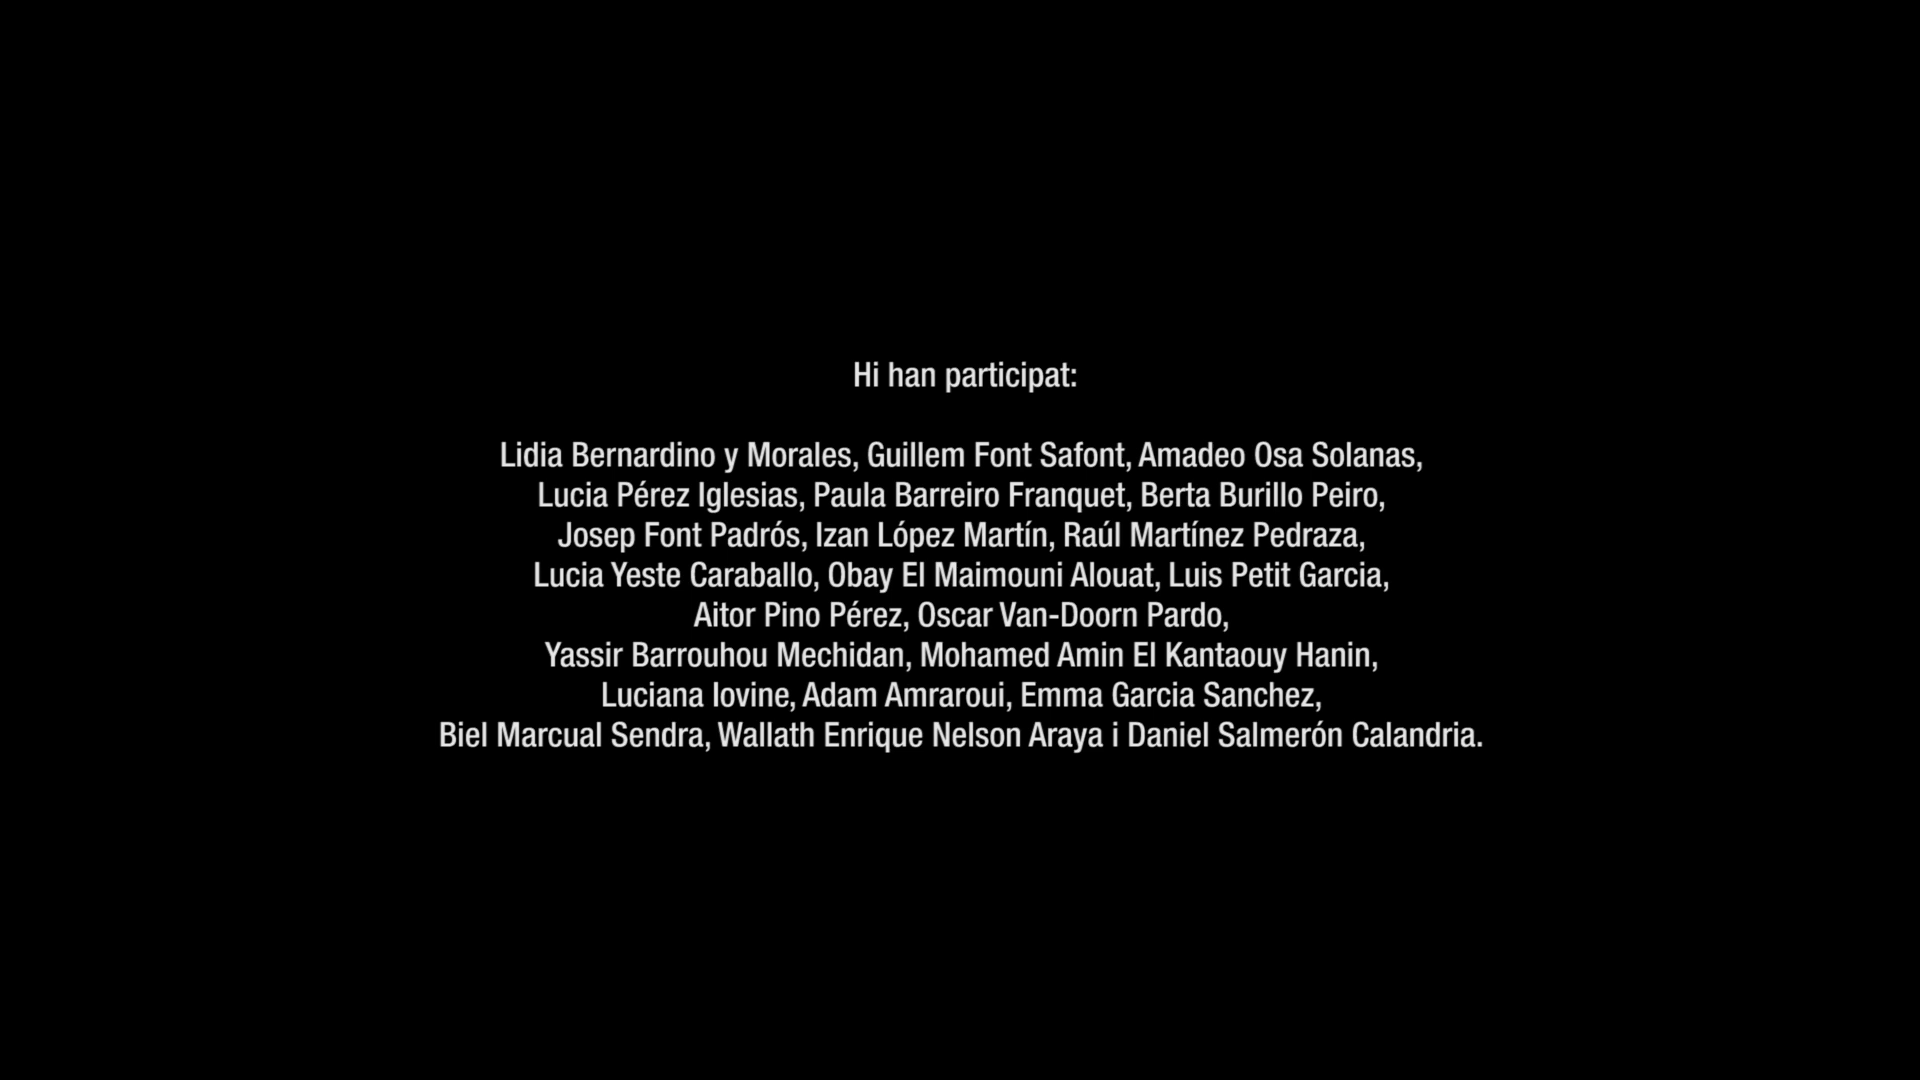 Hi han participat:
Lidia Bernardino y Morales, Guillem Font Safont, Amadeo Osa Solanas,
Lucia Pérez Iglesias, Paula Barreiro Franquet, Berta Burillo Peiro,
Josep Font Padrós, Izan López Martín, Raúl Martínez Pedraza,
Lucia Yeste Caraballo, Obay El Maimouni Alouat, Luis Petit Garcia,
Aitor Pino Pérez, Oscar Van-Doorn Pardo,
Yassir Barrouhou Mechidan, Mohamed Amin El Kantaouy Hanin,
Luciana Iovine, Adam Amraroui, Emma Garcia Sanchez,
Biel Marcual Sendra, Wallath Enrique Nelson Araya i Daniel Salmerón Calandria.